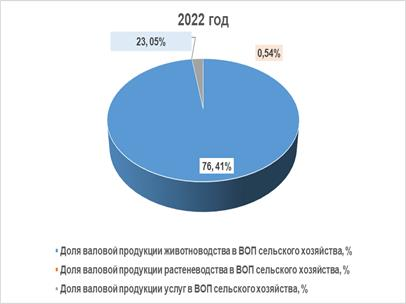 2022 год
23, 05%
0,54%
76, 41%
Доля валовой продукции животноводства в ВОП сельского хозяйства, %
Доля валовой продукции растеневодства в ВОП сельского хозяйства, %
Доля валовой продукции услуг в ВОП сельского хозяйства, %